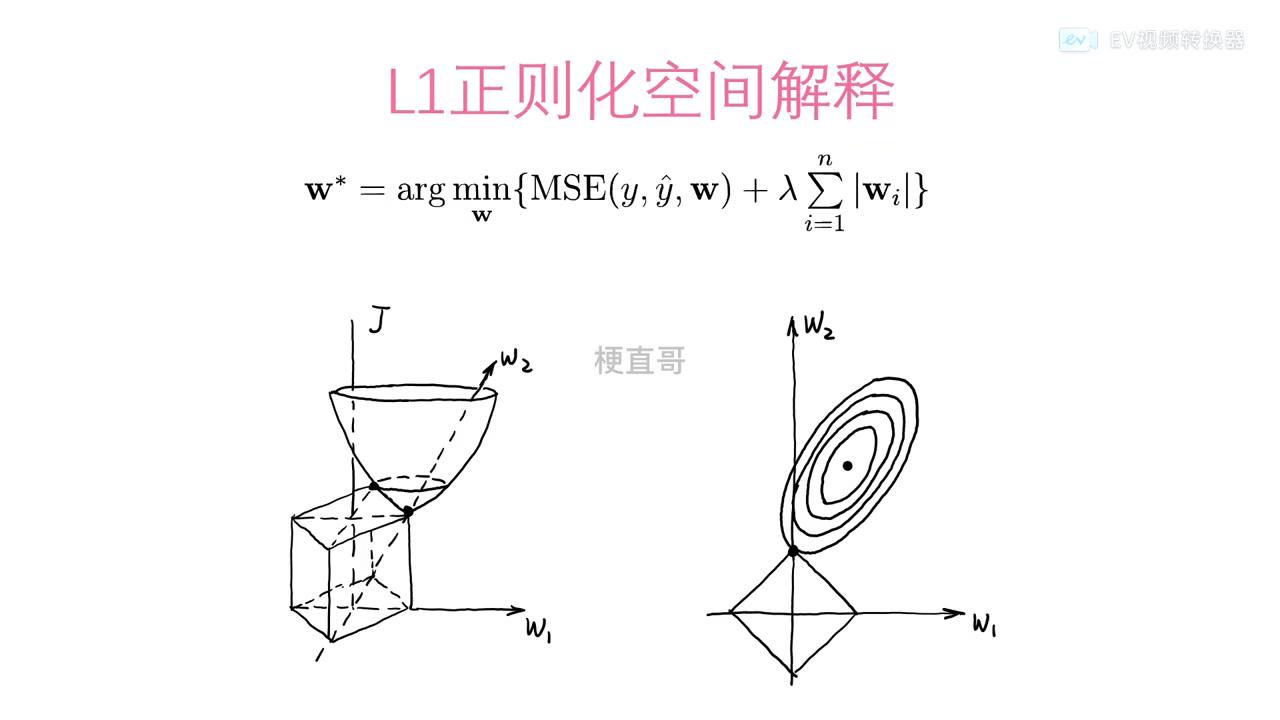 EV视频转换器
L1正则化空间解释
w* = arg min_w{MSE(y, ŷ, w) + λ ∑_{i=1}^{n} |w_i|}
J
W₂
W₂
梗直哥
W₁
W₁